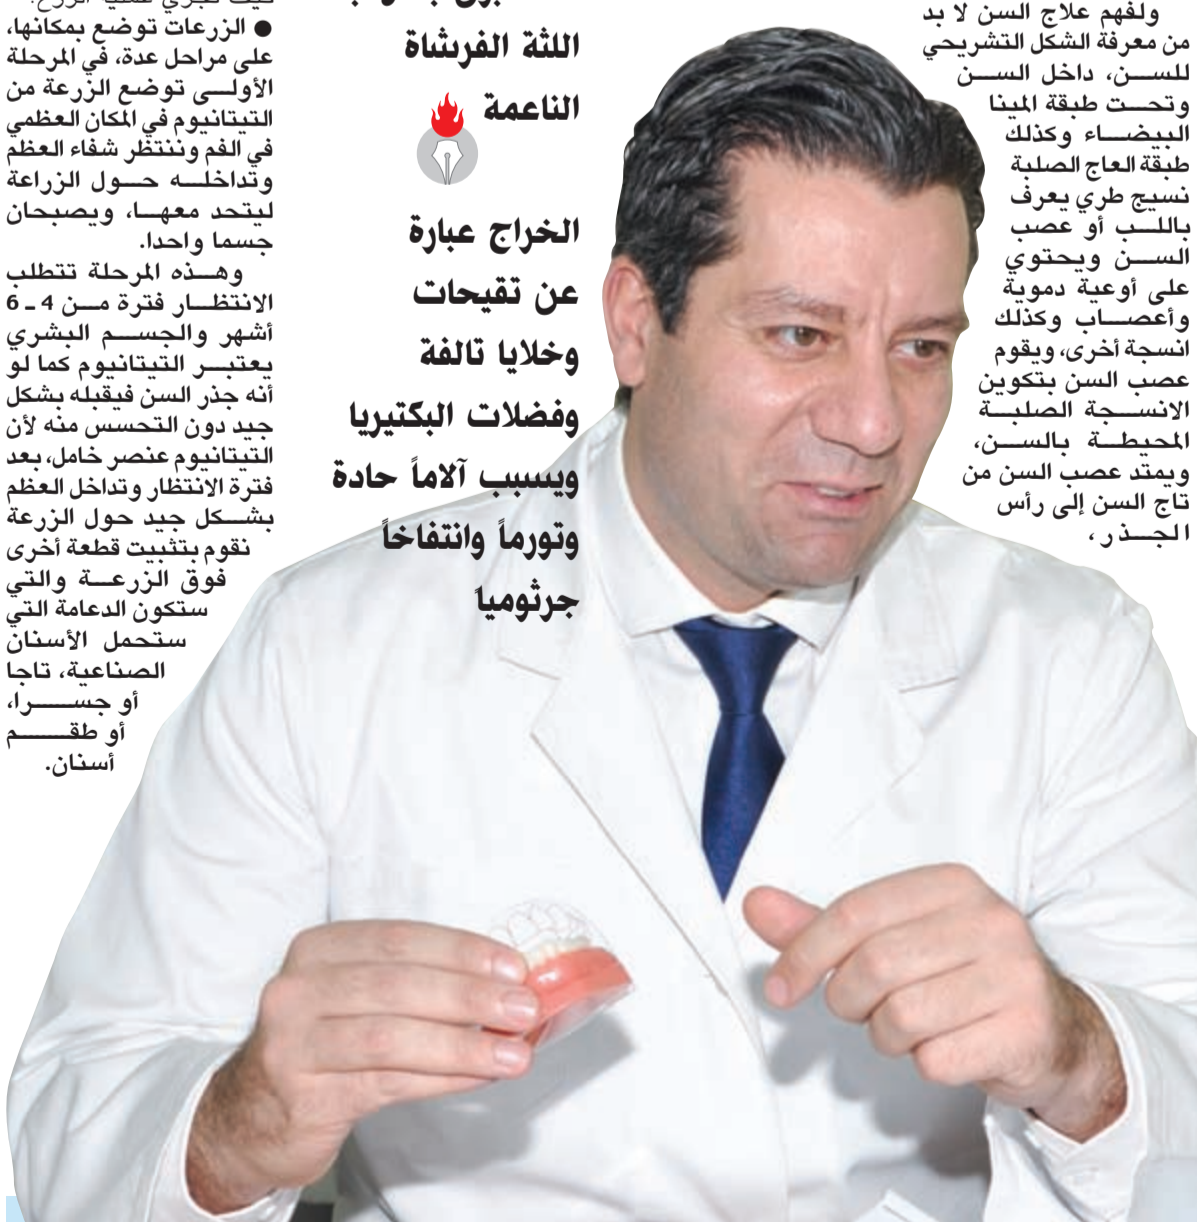 ولفهم علاج السن لا بد
من معرفة الشكل التشريحي
للسن، داخل السن
وتحت طبقة المينا
البيضاء وكذلك
طبقة العاج الصلبة
نسيج طري يعرف
باللب أو عصب
السن ويحتوي
على أوعية دموية
وأعصاب وكذلك
انسجة أخرى، ويقوم
عصب السن بتكوين
الانسجة الصلبة
المحيطة بالسن،
ويمتد عصب السن من
تاج السن إلى رأس
الجذر،
اللثة الفرشاة
الناعمة
الخراج عبارة
عن تقيحات
وخلايا تالفة
وفضلات البكتيريا
ويسبب آلاماً حادة
وتورماً وانتفاخاً
جرثوميا
● الزرعات توضع بمكانها،
على مراحل عدة، في المرحلة
الأولى توضع الزرعة من
التيتانيوم في المكان العظمي
في الفم وننتظر شفاء العظم
وتداخله حول الزراعة
ليتحد معها، ويصبحان
جسما واحدا.
وهذه المرحلة تتطلب
الانتظار فترة من 4 ـ 6
أشهر والجسم البشري
يعتبر التيتانيوم كما لو
أنه جذر السن فيقبله بشكل
جيد دون التحسس منه لأن
التيتانيوم عنصر خامل، بعد
فترة الانتظار وتداخل العظم
بشكل جيد حول الزرعة
نقوم بتثبيت قطعة أخرى
فوق الزرعة والتي
ستكون الدعامة التي
ستحمل الأسنان
الصناعية، تاجا
أو جسرا،
أو طقم
أسنان.